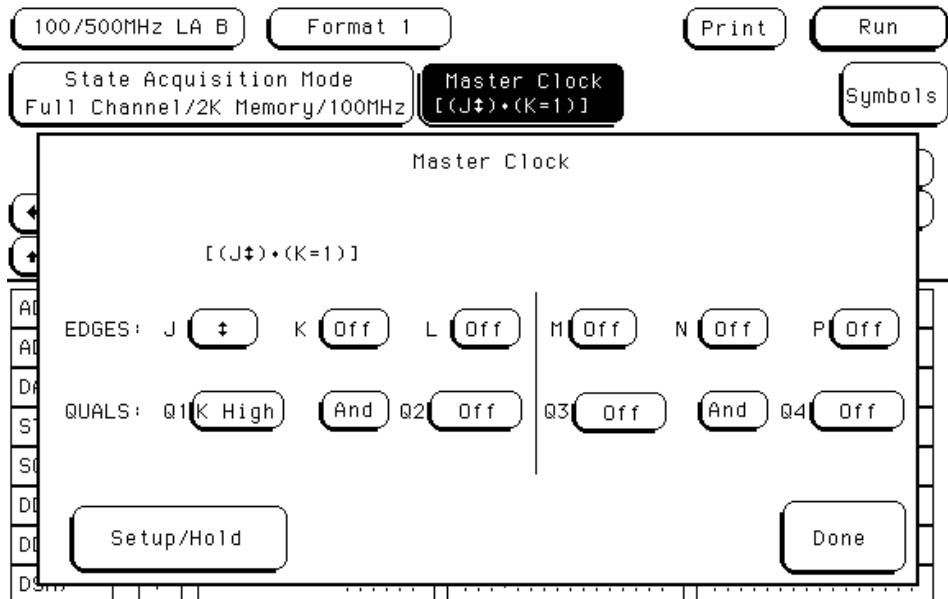 100/500MHz LA B Format 1 Print Run
State Acquisition Mode
Full Channel/2K Memory/100MHz
Master Clock
[(J↕)•(K=1)]
Symbols
Master Clock
[(J↕)•(K=1)]
EDGES: J ↕ K Off L Off M Off N Off P Off
QUALS: Q1 K High And Q2 Off Q3 Off And Q4 Off
Setup/Hold Done